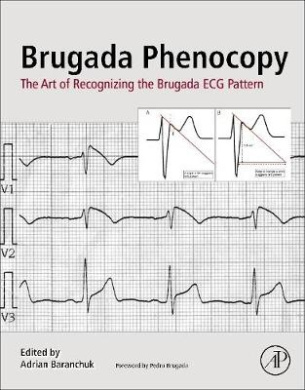 Brugada Phenocopy
The Art of Recognizing the Brugada ECG Pattern
A
B
V1
V2
V3
Edited by
Adrian Baranchuk
Foreword by Pedro Brugada
AP